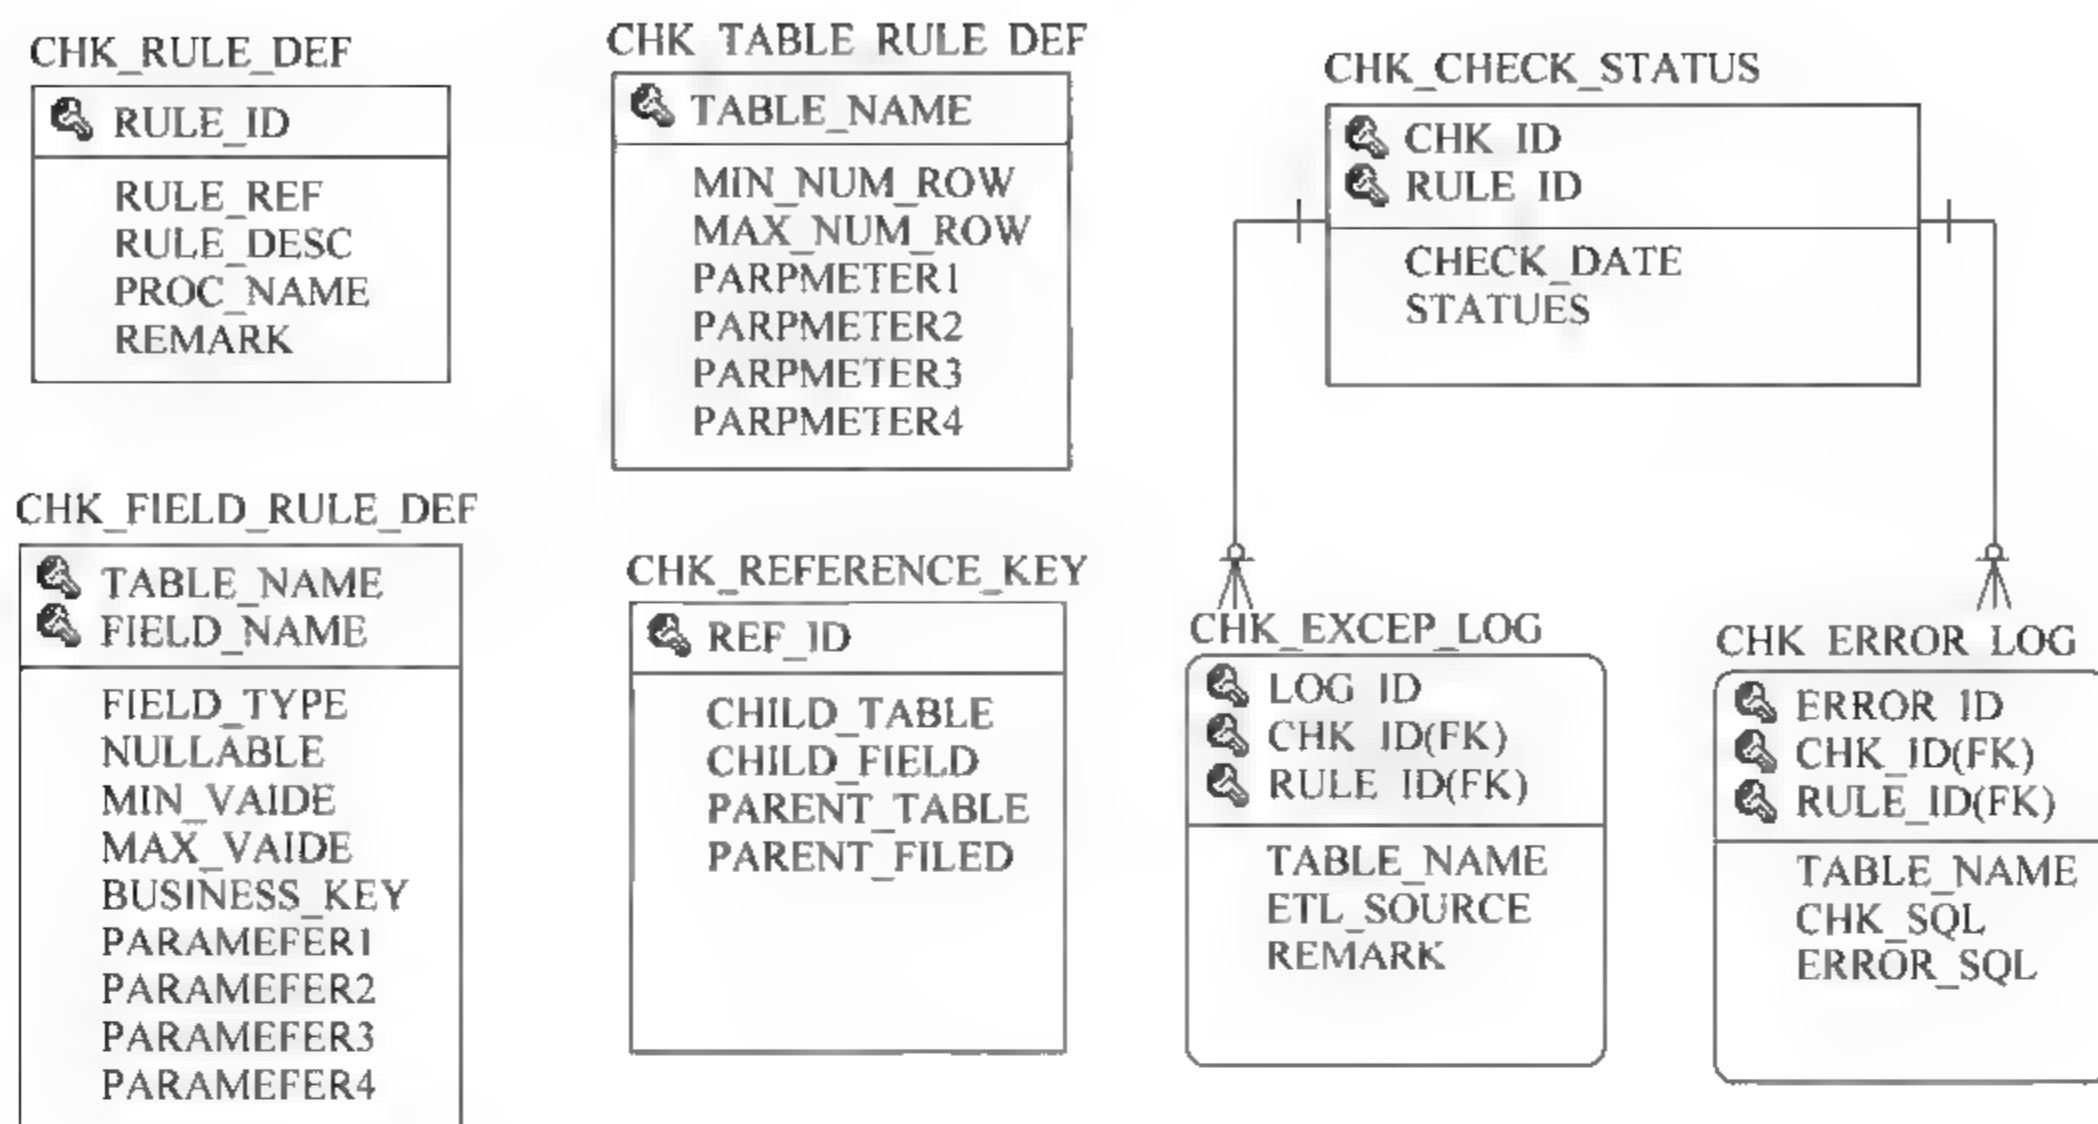 CHK_RULE_DEF
RULE_ID
RULE_REF
RULE_DESC
PROC_NAME
REMARK
CHK TABLE RULE DEF
TABLE_NAME
MIN_NUM_ROW
MAX_NUM_ROW
PARPMETER1
PARPMETER2
PARPMETER3
PARPMETER4
CHK_CHECK_STATUS
CHK ID
RULE ID
CHECK_DATE
STATUES
CHK_FIELD_RULE_DEF
TABLE_NAME
FIELD_NAME
FIELD_TYPE
NULLABLE
MIN_VAIDE
MAX_VAIDE
BUSINESS_KEY
PARAMEFER1
PARAMEFER2
PARAMEFER3
PARAMEFER4
CHK_REFERENCE_KEY
REF_ID
CHILD_TABLE
CHILD_FIELD
PARENT_TABLE
PARENT_FILED
CHK_EXCEP_LOG
LOG ID
CHK ID(FK)
RULE ID(FK)
TABLE_NAME
ETL_SOURCE
REMARK
CHK ERROR LOG
ERROR ID
CHK_ID(FK)
RULE_ID(FK)
TABLE_NAME
CHK_SQL
ERROR_SQL